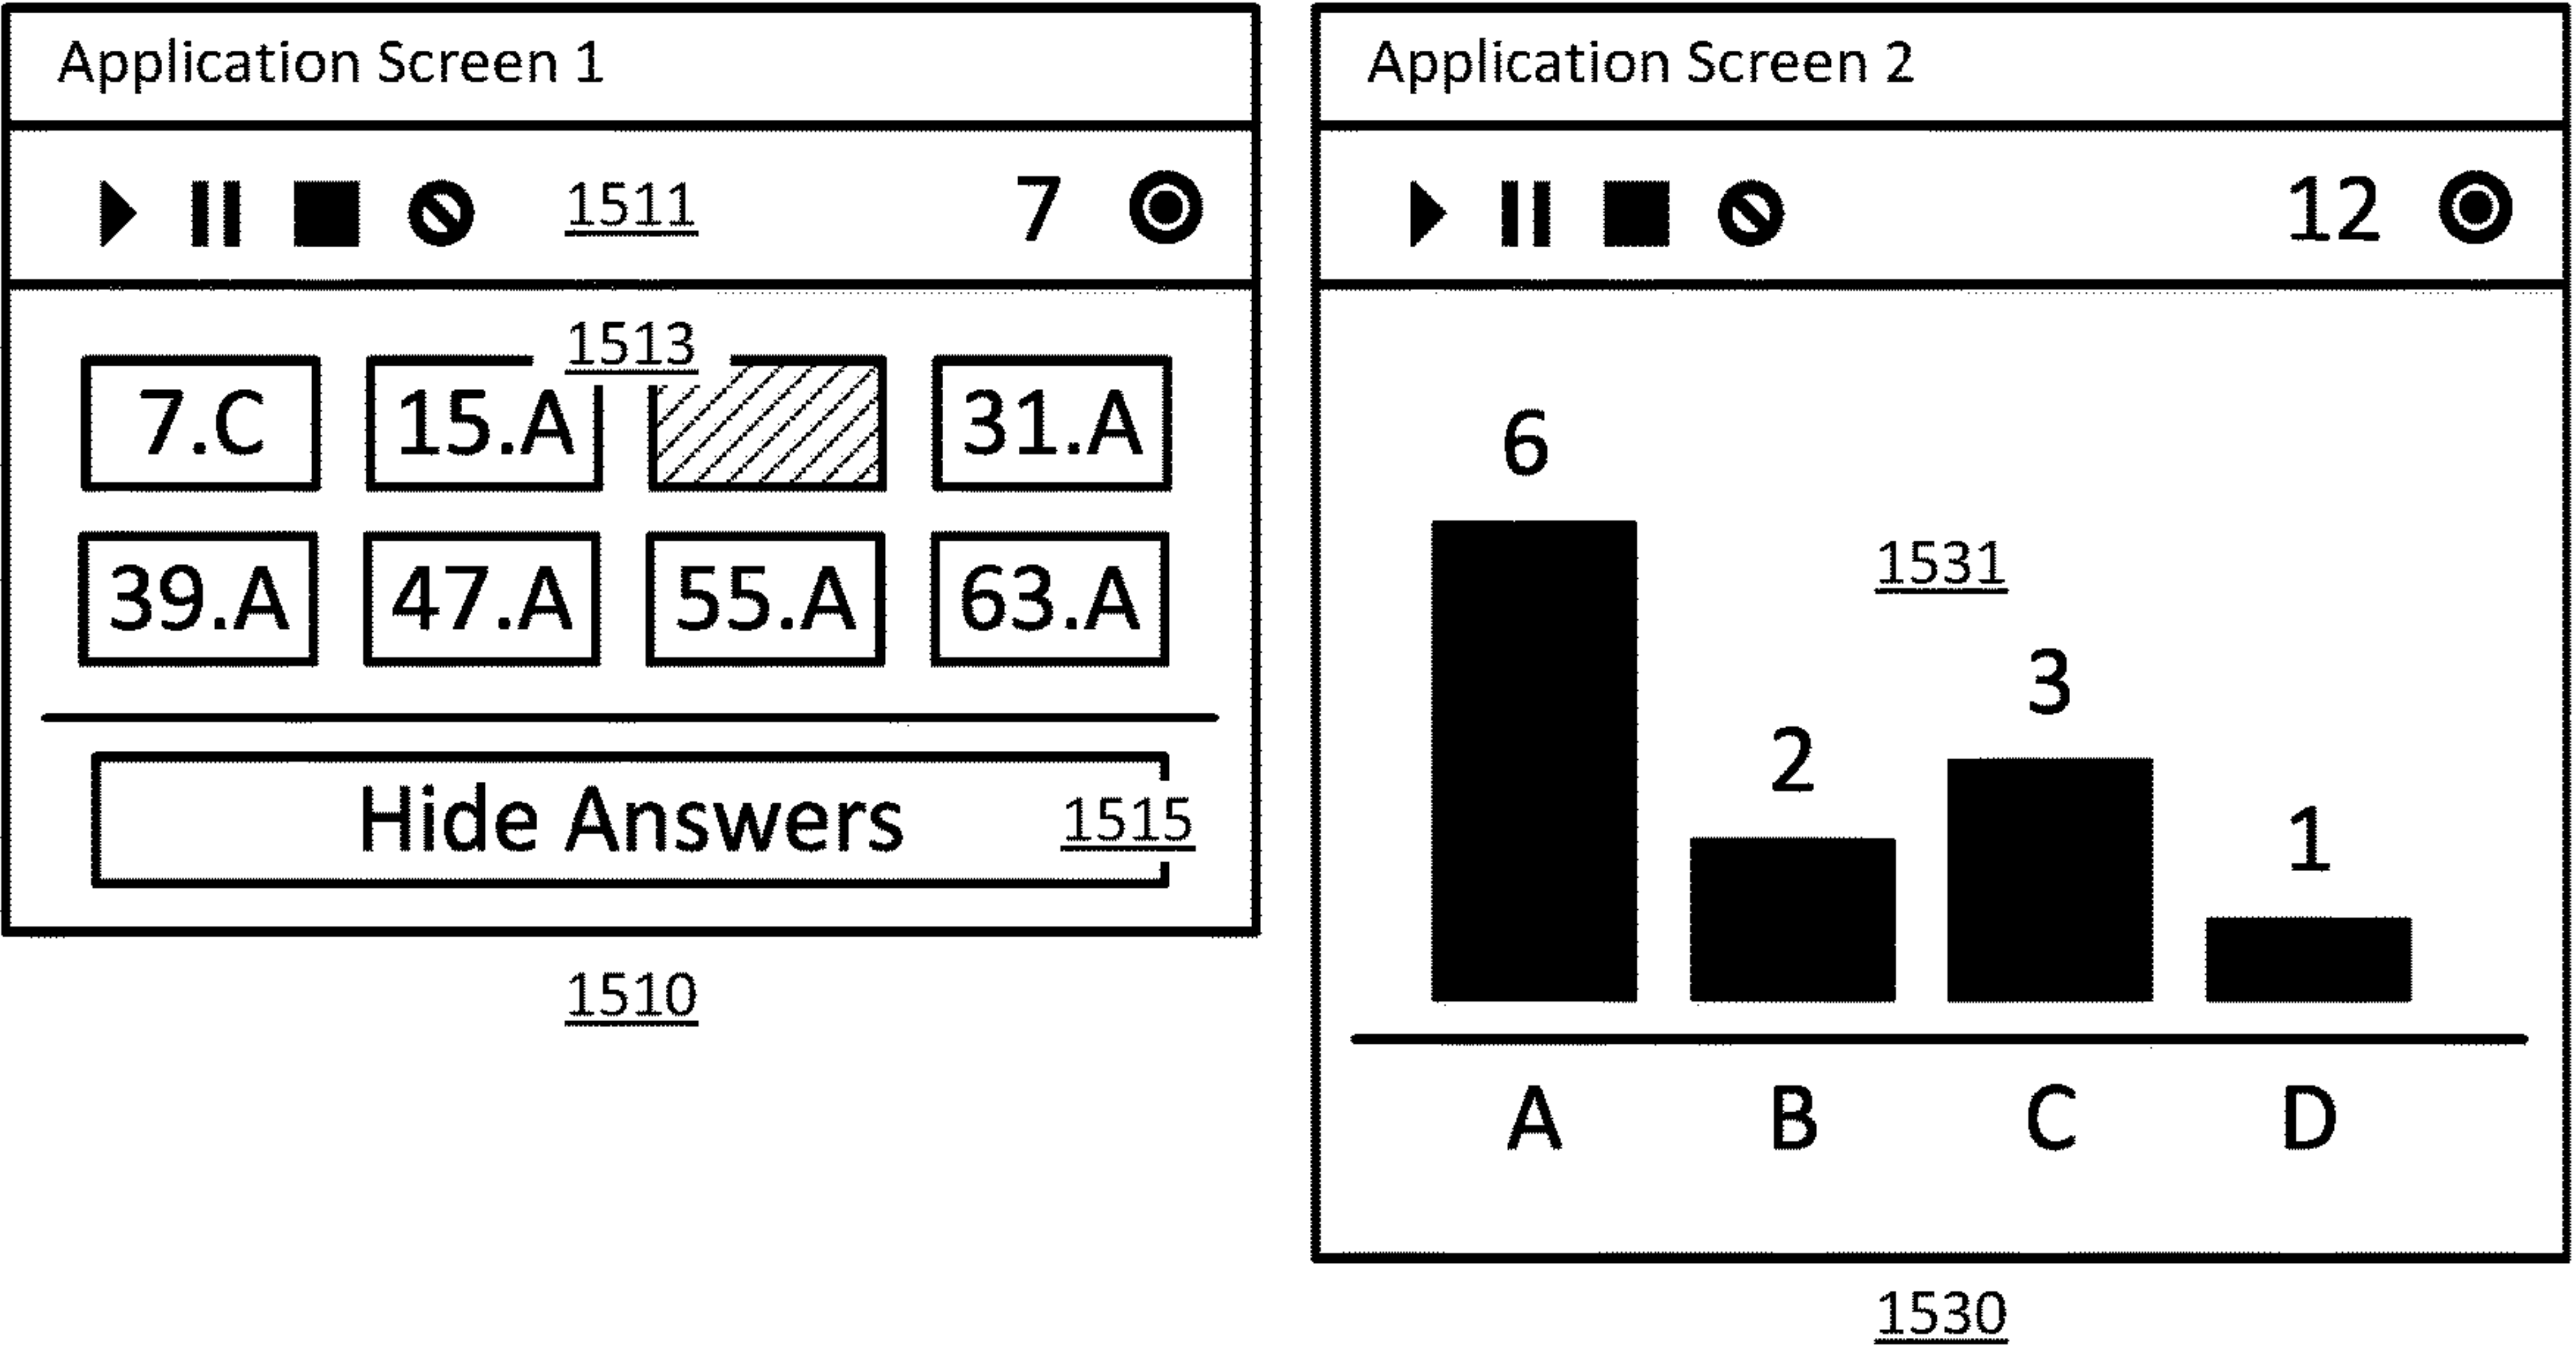 Application Screen 1
1511 7
1513
7.C 15.A 31.A
39.A 47.A 55.A 63.A
Hide Answers 1515
1510
Application Screen 2
12
6
1531
3
2
1
A B C D
1530